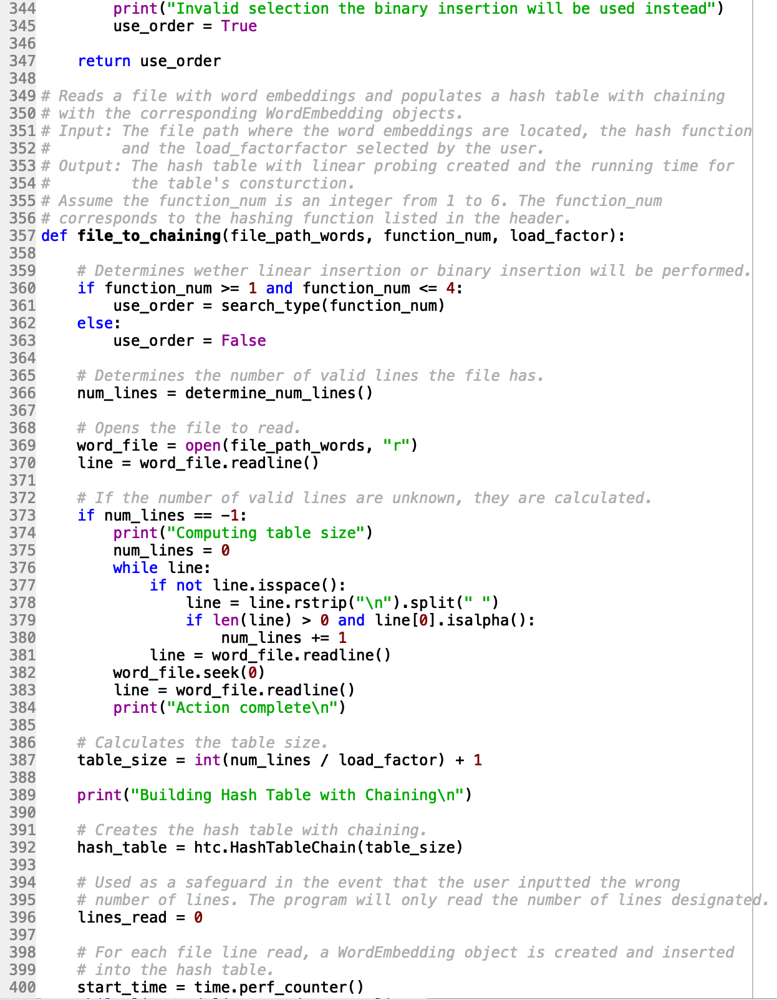 344         print("Invalid selection the binary insertion will be used instead")
345         use_order = True
346
347     return use_order
348
349 # Reads a file with word embeddings and populates a hash table with chaining
350 # with the corresponding WordEmbedding objects.
351 # Input: The file path where the word embeddings are located, the hash function
352 #        and the load_factorfactor selected by the user.
353 # Output: The hash table with linear probing created and the running time for
354 #         the table's consturction.
355 # Assume the function_num is an integer from 1 to 6. The function_num
356 # corresponds to the hashing function listed in the header.
357 def file_to_chaining(file_path_words, function_num, load_factor):
358
359     # Determines wether linear insertion or binary insertion will be performed.
360     if function_num >= 1 and function_num <= 4:
361         use_order = search_type(function_num)
362     else:
363         use_order = False
364
365     # Determines the number of valid lines the file has.
366     num_lines = determine_num_lines()
367
368     # Opens the file to read.
369     word_file = open(file_path_words, "r")
370     line = word_file.readline()
371
372     # If the number of valid lines are unknown, they are calculated.
373     if num_lines == -1:
374         print("Computing table size")
375         num_lines = 0
376         while line:
377             if not line.isspace():
378                 line = line.rstrip("\n").split(" ")
379                 if len(line) > 0 and line[0].isalpha():
380                     num_lines += 1
381             line = word_file.readline()
382         word_file.seek(0)
383         line = word_file.readline()
384         print("Action complete\n")
385
386     # Calculates the table size.
387     table_size = int(num_lines / load_factor) + 1
388
389     print("Building Hash Table with Chaining\n")
390
391     # Creates the hash table with chaining.
392     hash_table = htc.HashTableChain(table_size)
393
394     # Used as a safeguard in the event that the user inputted the wrong
395     # number of lines. The program will only read the number of lines designated.
396     lines_read = 0
397
398     # For each file line read, a WordEmbedding object is created and inserted
399     # into the hash table.
400     start_time = time.perf_counter()